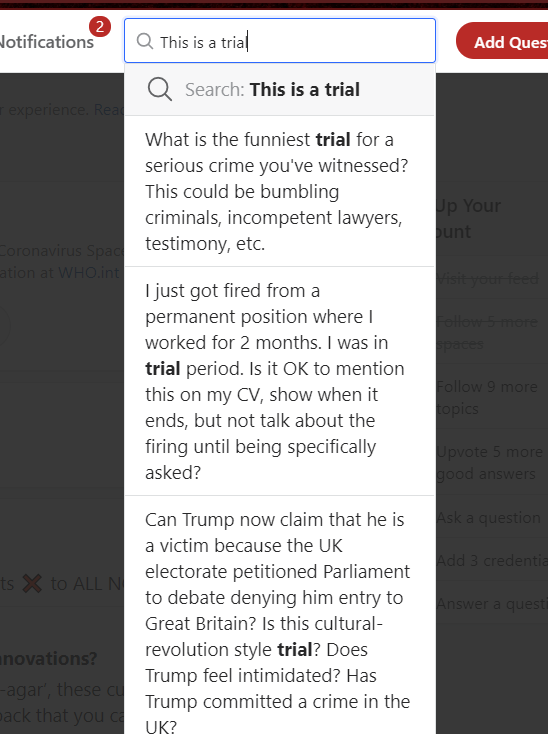 Notifications
2
This is a trial
Add Ques
Search: This is a trial
r experience. Rea
What is the funniest trial for a
serious crime you've witnessed?
This could be bumbling
criminals, incompetent lawyers,
testimony, etc.
Up Your
ount
Coronavirus Spac
ation at WHO.int
Visit your feed
I just got fired from a
permanent position where I
worked for 2 months. I was in
trial period. Is it OK to mention
this on my CV, show when it
ends, but not talk about the
firing until being specifically
asked?
Follow 5 more
spaces
Follow 9 more
topics
Upvote 5 more
good answers
Ask a question
Add 3 credentia
Answer a questi
Can Trump now claim that he is
a victim because the UK
electorate petitioned Parliament
to debate denying him entry to
Great Britain? Is this cultural-
revolution style trial? Does
Trump feel intimidated? Has
Trump committed a crime in the
UK?
ts ❌ to ALL N
nnovations?
-agar', these cu
back that you ca